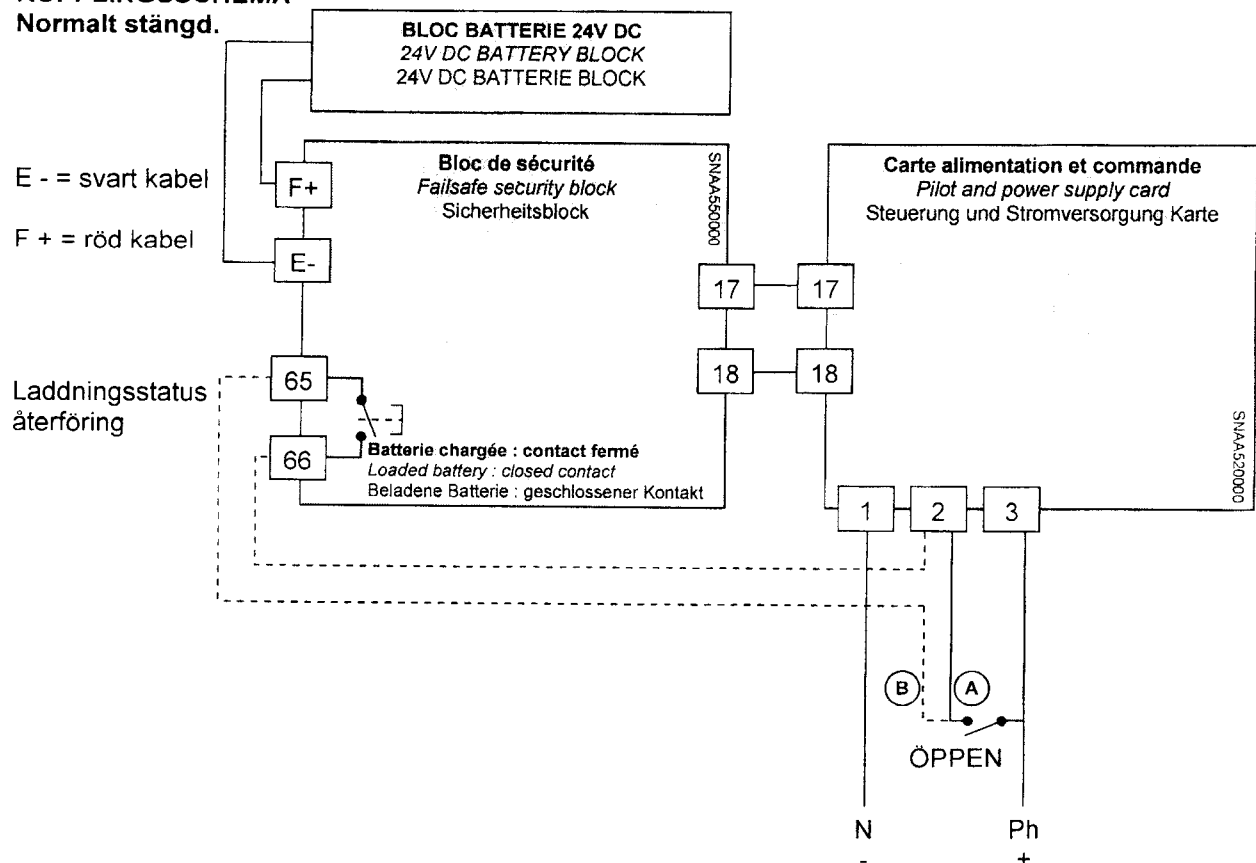 Normalt stängd.
BLOC BATTERIE 24V DC
24V DC BATTERY BLOCK
24V DC BATTERIE BLOCK
E - = svart kabel
F + = röd kabel
F+
E-
Bloc de sécurité
Failsafe security block
Sicherheitsblock
SNAA550000
Carte alimentation et commande
Pilot and power supply card
Steuerung und Stromversorgung Karte
SNAA520000
17
17
18
18
Laddningsstatus
återföring
65
66
Batterie chargée : contact fermé
Loaded battery : closed contact
Beladene Batterie : geschlossener Kontakt
1
2
3
B
A
ÖPPEN
N
Ph
-
+